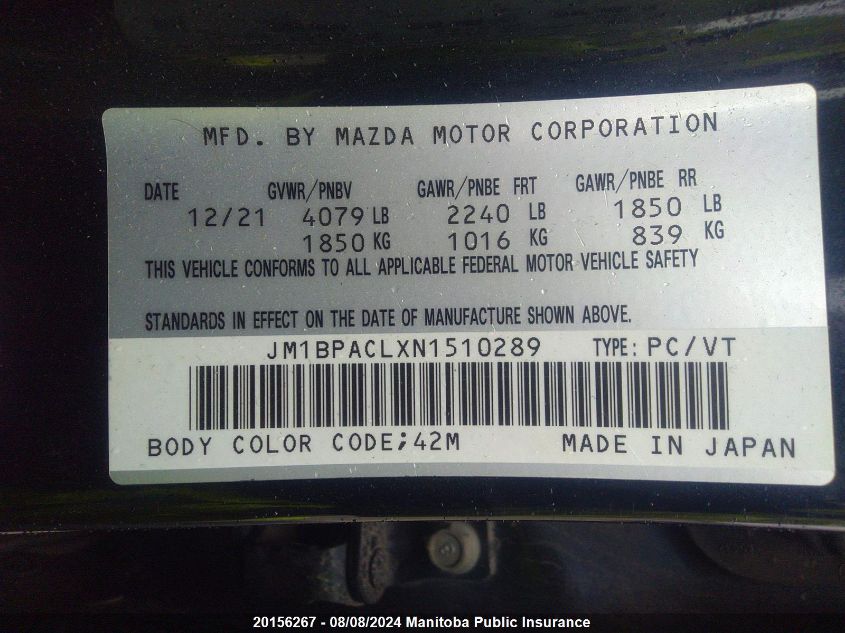 MFD. BY MAZDA MOTOR CORPORATION
DATE GVWR/PNBV GAWR/PNBE FRT GAWR/PNBE RR
12/21 4079 LB 2240 LB 1850 LB
1850 KG 1016 KG 839 KG
THIS VEHICLE CONFORMS TO ALL APPLICABLE FEDERAL MOTOR VEHICLE SAFETY
STANDARDS IN EFFECT ON THE DATE OF MANUFACTURE SHOWN ABOVE.
JM1BPACLXN1510289 TYPE: PC/VT
BODY COLOR CODE;42M MADE IN JAPAN
20156267 - 08/08/2024 Manitoba Public Insurance